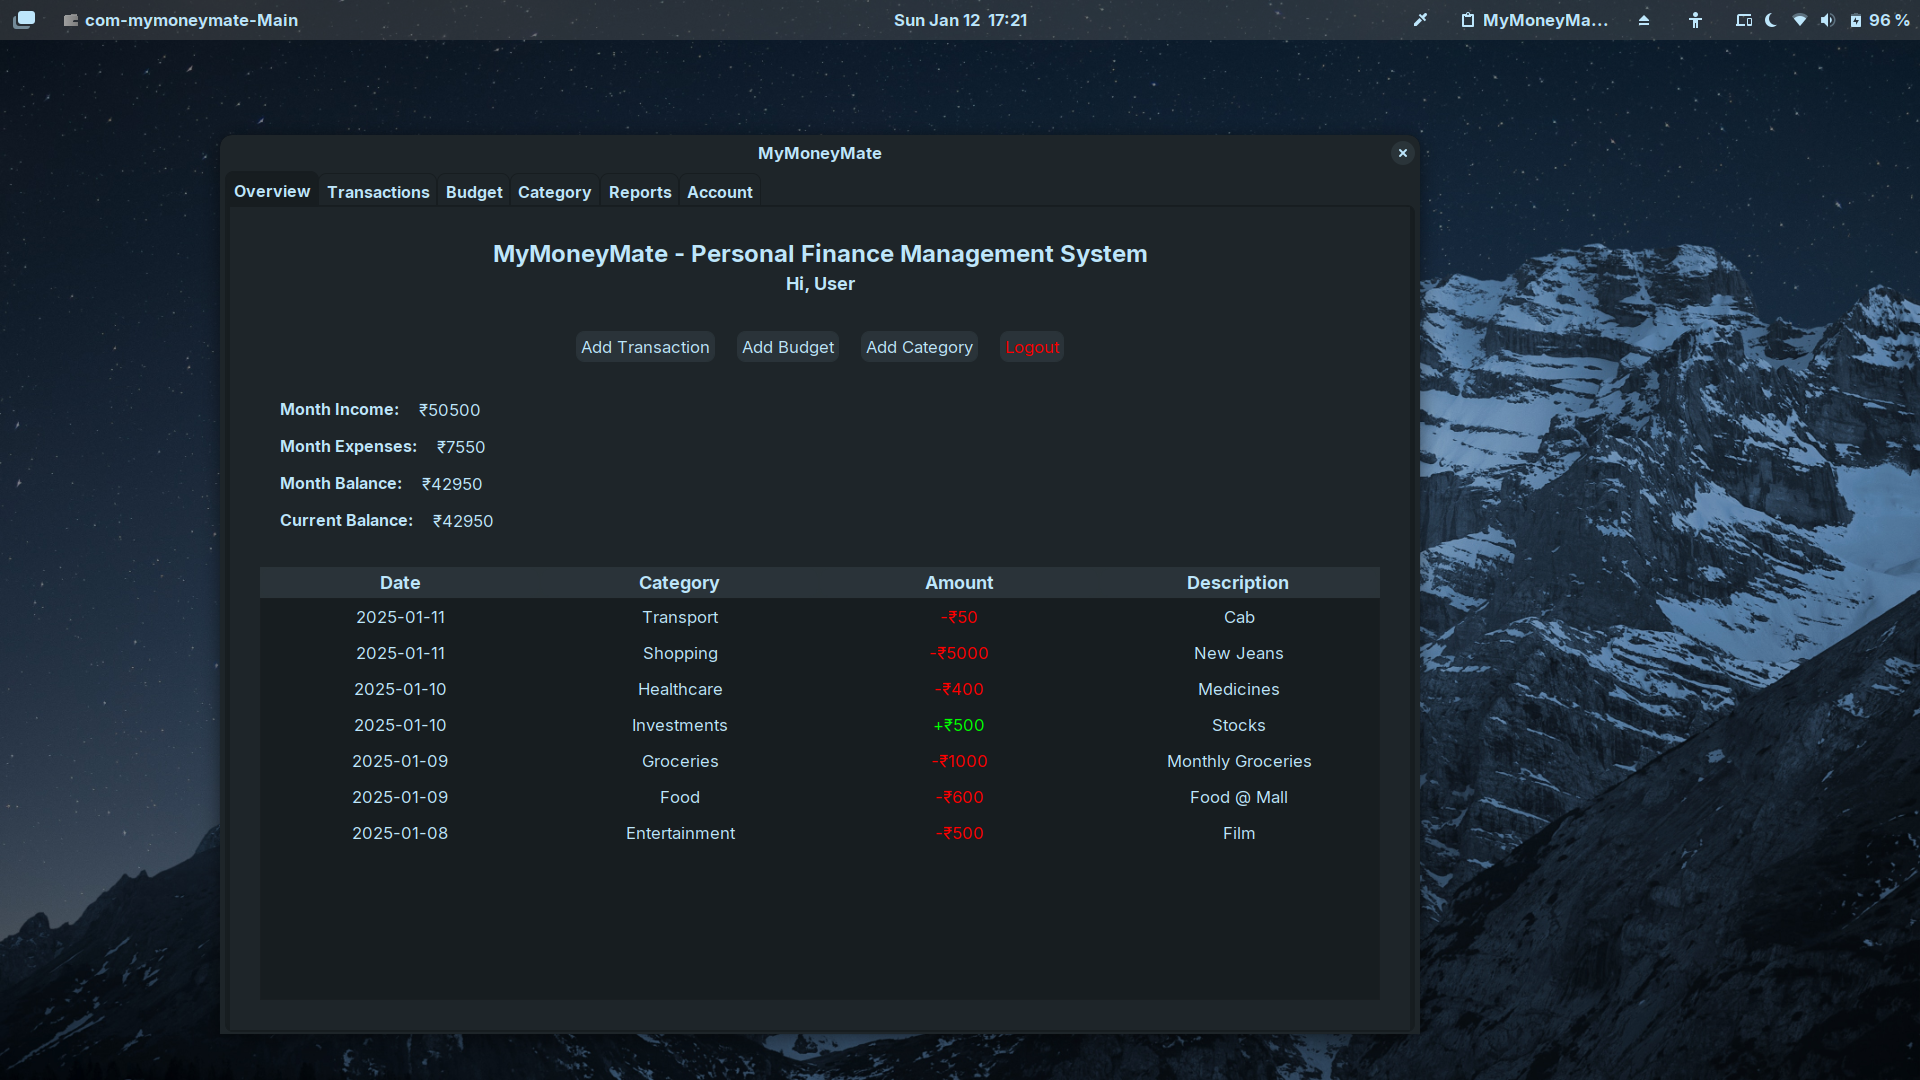 com-mymoneymate-Main Sun Jan 12 17:21 MyMoneyMa... 96 %
MyMoneyMate
Overview Transactions Budget Category Reports Account
MyMoneyMate - Personal Finance Management System
Hi, User
Add Transaction Add Budget Add Category Logout
Month Income: ₹50500
Month Expenses: ₹7550
Month Balance: ₹42950
Current Balance: ₹42950
Date Category Amount Description
2025-01-11 Transport -₹50 Cab
2025-01-11 Shopping -₹5000 New Jeans
2025-01-10 Healthcare -₹400 Medicines
2025-01-10 Investments +₹500 Stocks
2025-01-09 Groceries -₹1000 Monthly Groceries
2025-01-09 Food -₹600 Food @ Mall
2025-01-08 Entertainment -₹500 Film